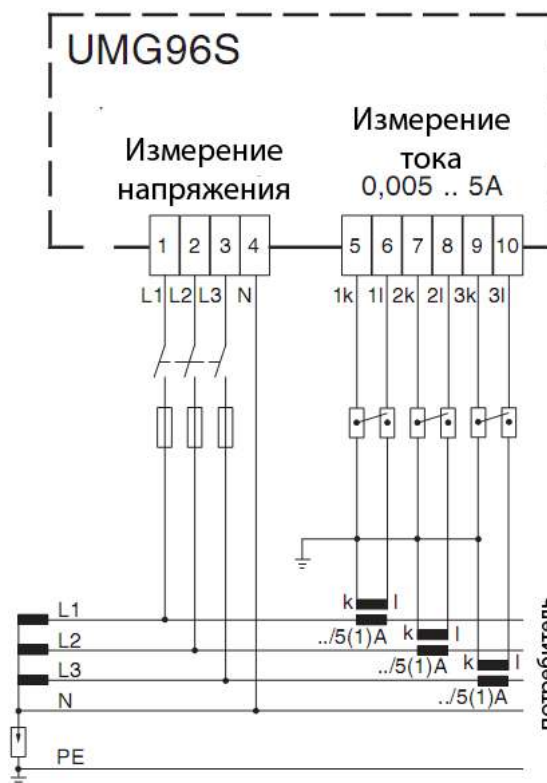 UMG96S
Измерение
напряжения
Измерение
тока
0,005 .. 5A
1 2 3 4
5 6 7 8 9 10
L1 L2 L3 N
1k 1l 2k 2l 3k 3l
k l
L1
../5(1)A
k l
L2
../5(1)A
k l
L3
../5(1)A
N
PE
потребитель